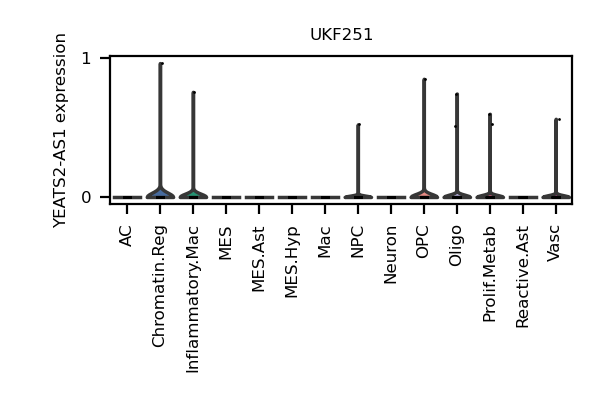 UKF251
YEATS2-AS1 expression
1
0
AC
Chromatin.Reg
Inflammatory.Mac
MES
MES.Ast
MES.Hyp
Mac
NPC
Neuron
OPC
Oligo
Prolif.Metab
Reactive.Ast
Vasc